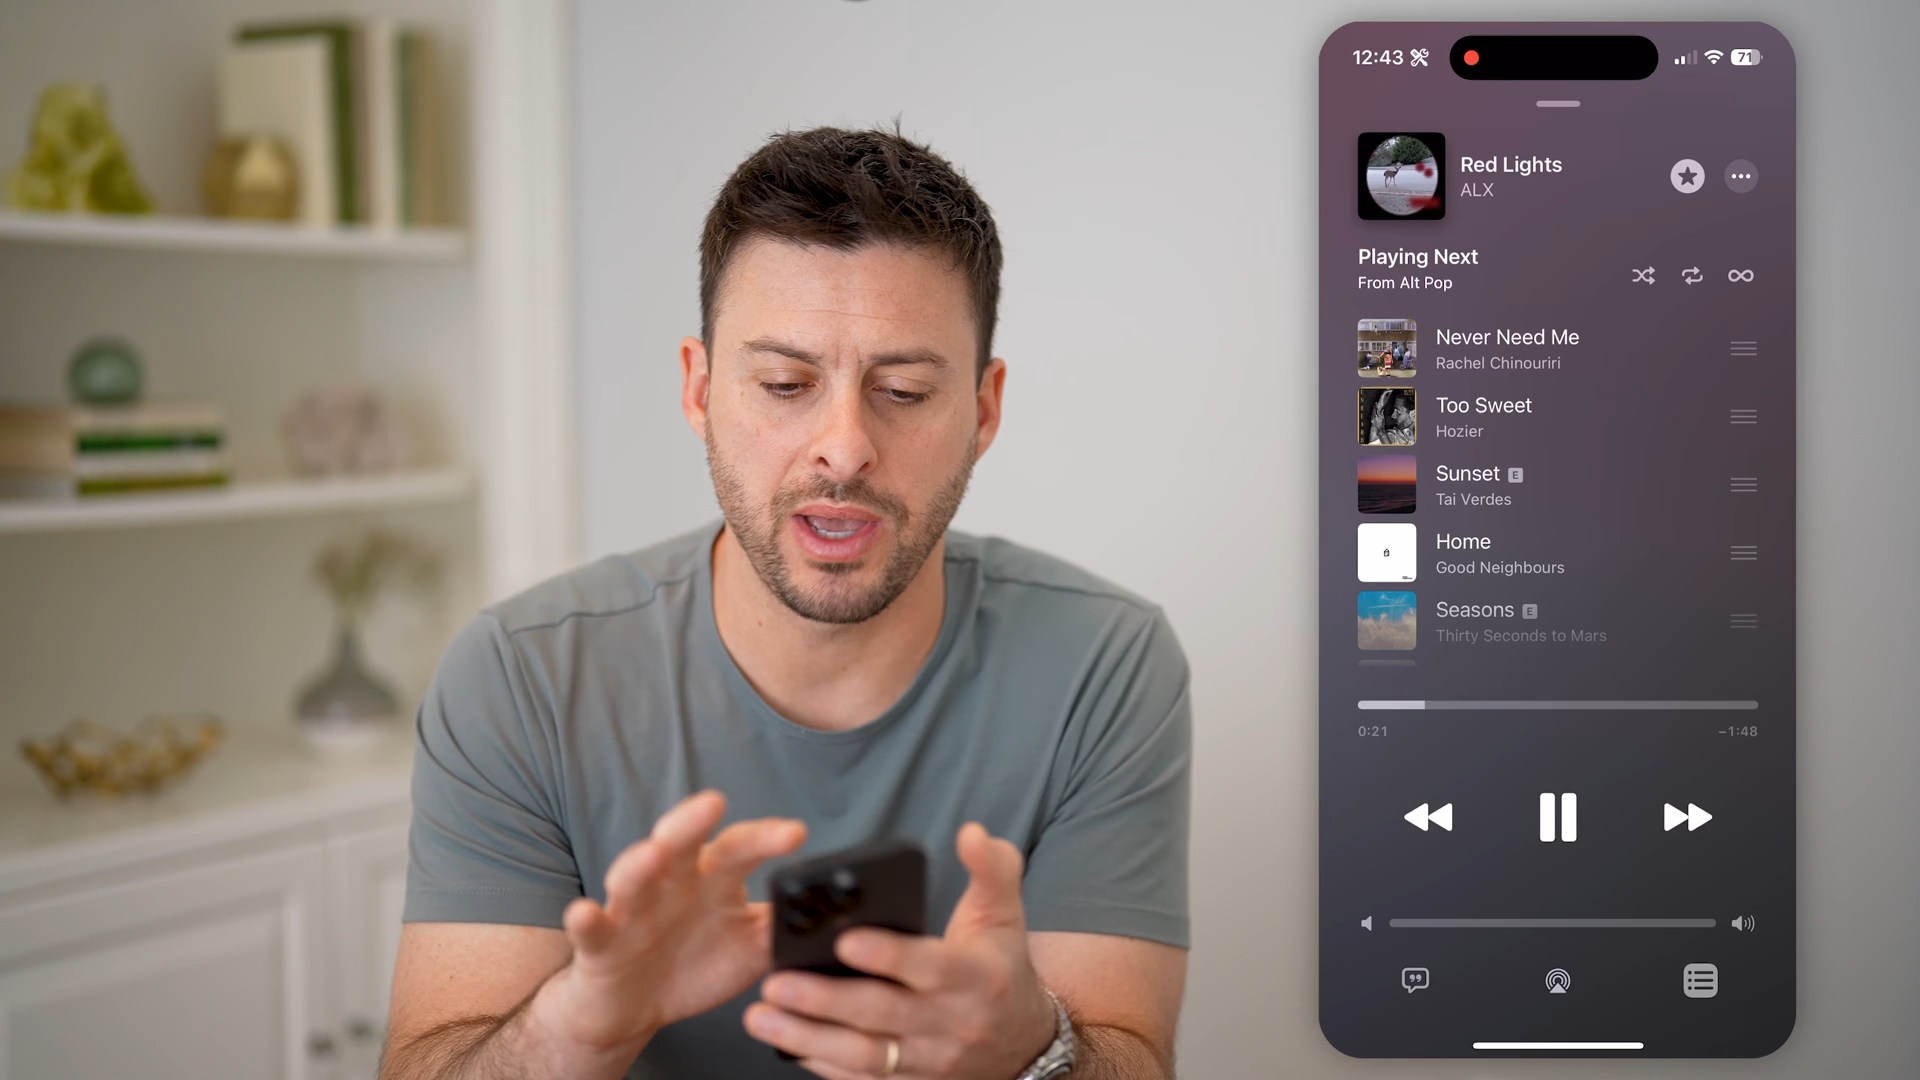 12:43
71
Red Lights
ALX
Playing Next
From Alt Pop
Never Need Me
Rachel Chinouriri
Too Sweet
Hozier
Sunset E
Tai Verdes
Home
Good Neighbours
Seasons E
Thirty Seconds to Mars
0:21
-1:48